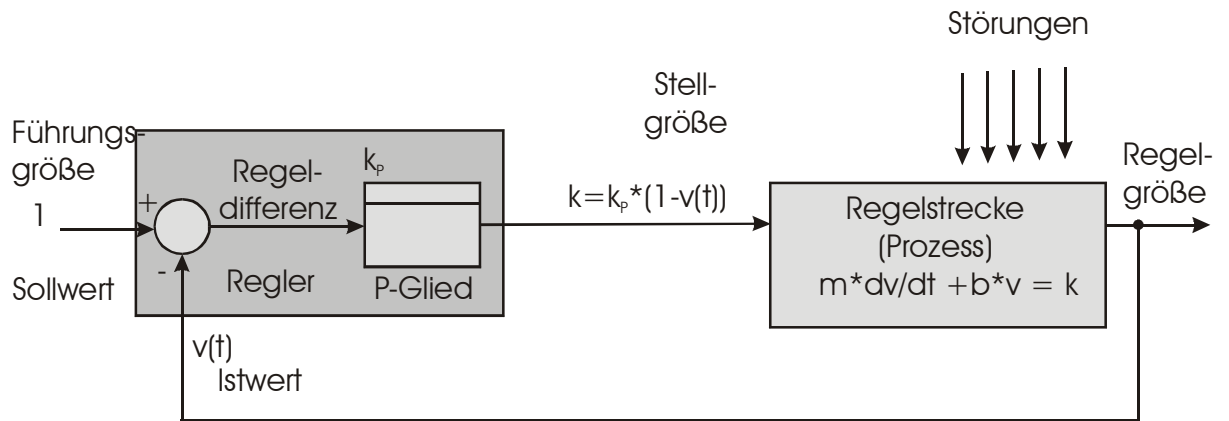 Störungen
Stell-
größe
Führungs-
größe
1
Sollwert
+
-
Regel-
differenz
Regler
k_P
P-Glied
k=k_P*(1-v(t))
Regelstrecke
(Prozess)
m*dv/dt +b*v = k
Regel-
größe
v(t)
Istwert